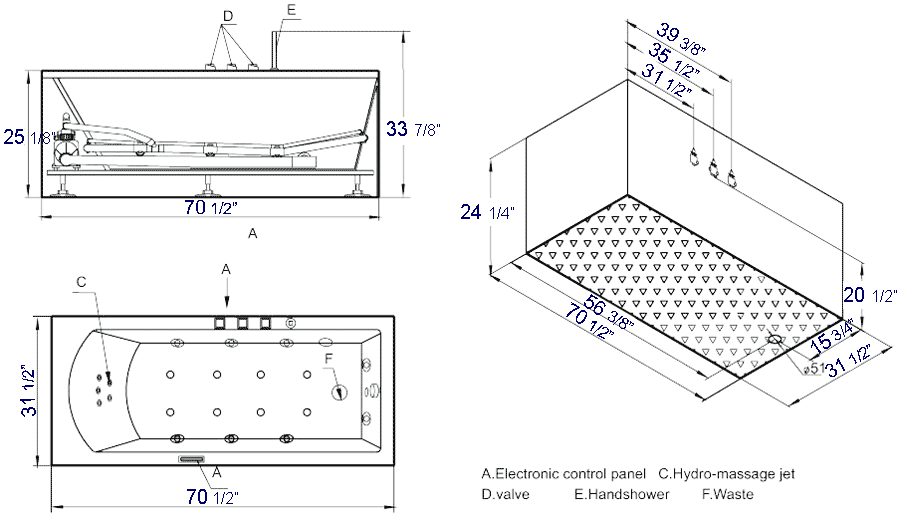 D
E
25 1/8"
33 7/8"
70 1/2"
A
39 3/8"
35 1/2"
31 1/2"
24 1/4"
20 1/2"
56 3/8"
70 1/2"
15 3/4"
ø51
31 1/2"
C
A
F
31 1/2"
A
70 1/2"
A.Electronic control panel C.Hydro-massage jet
D.valve E.Handshower F.Waste